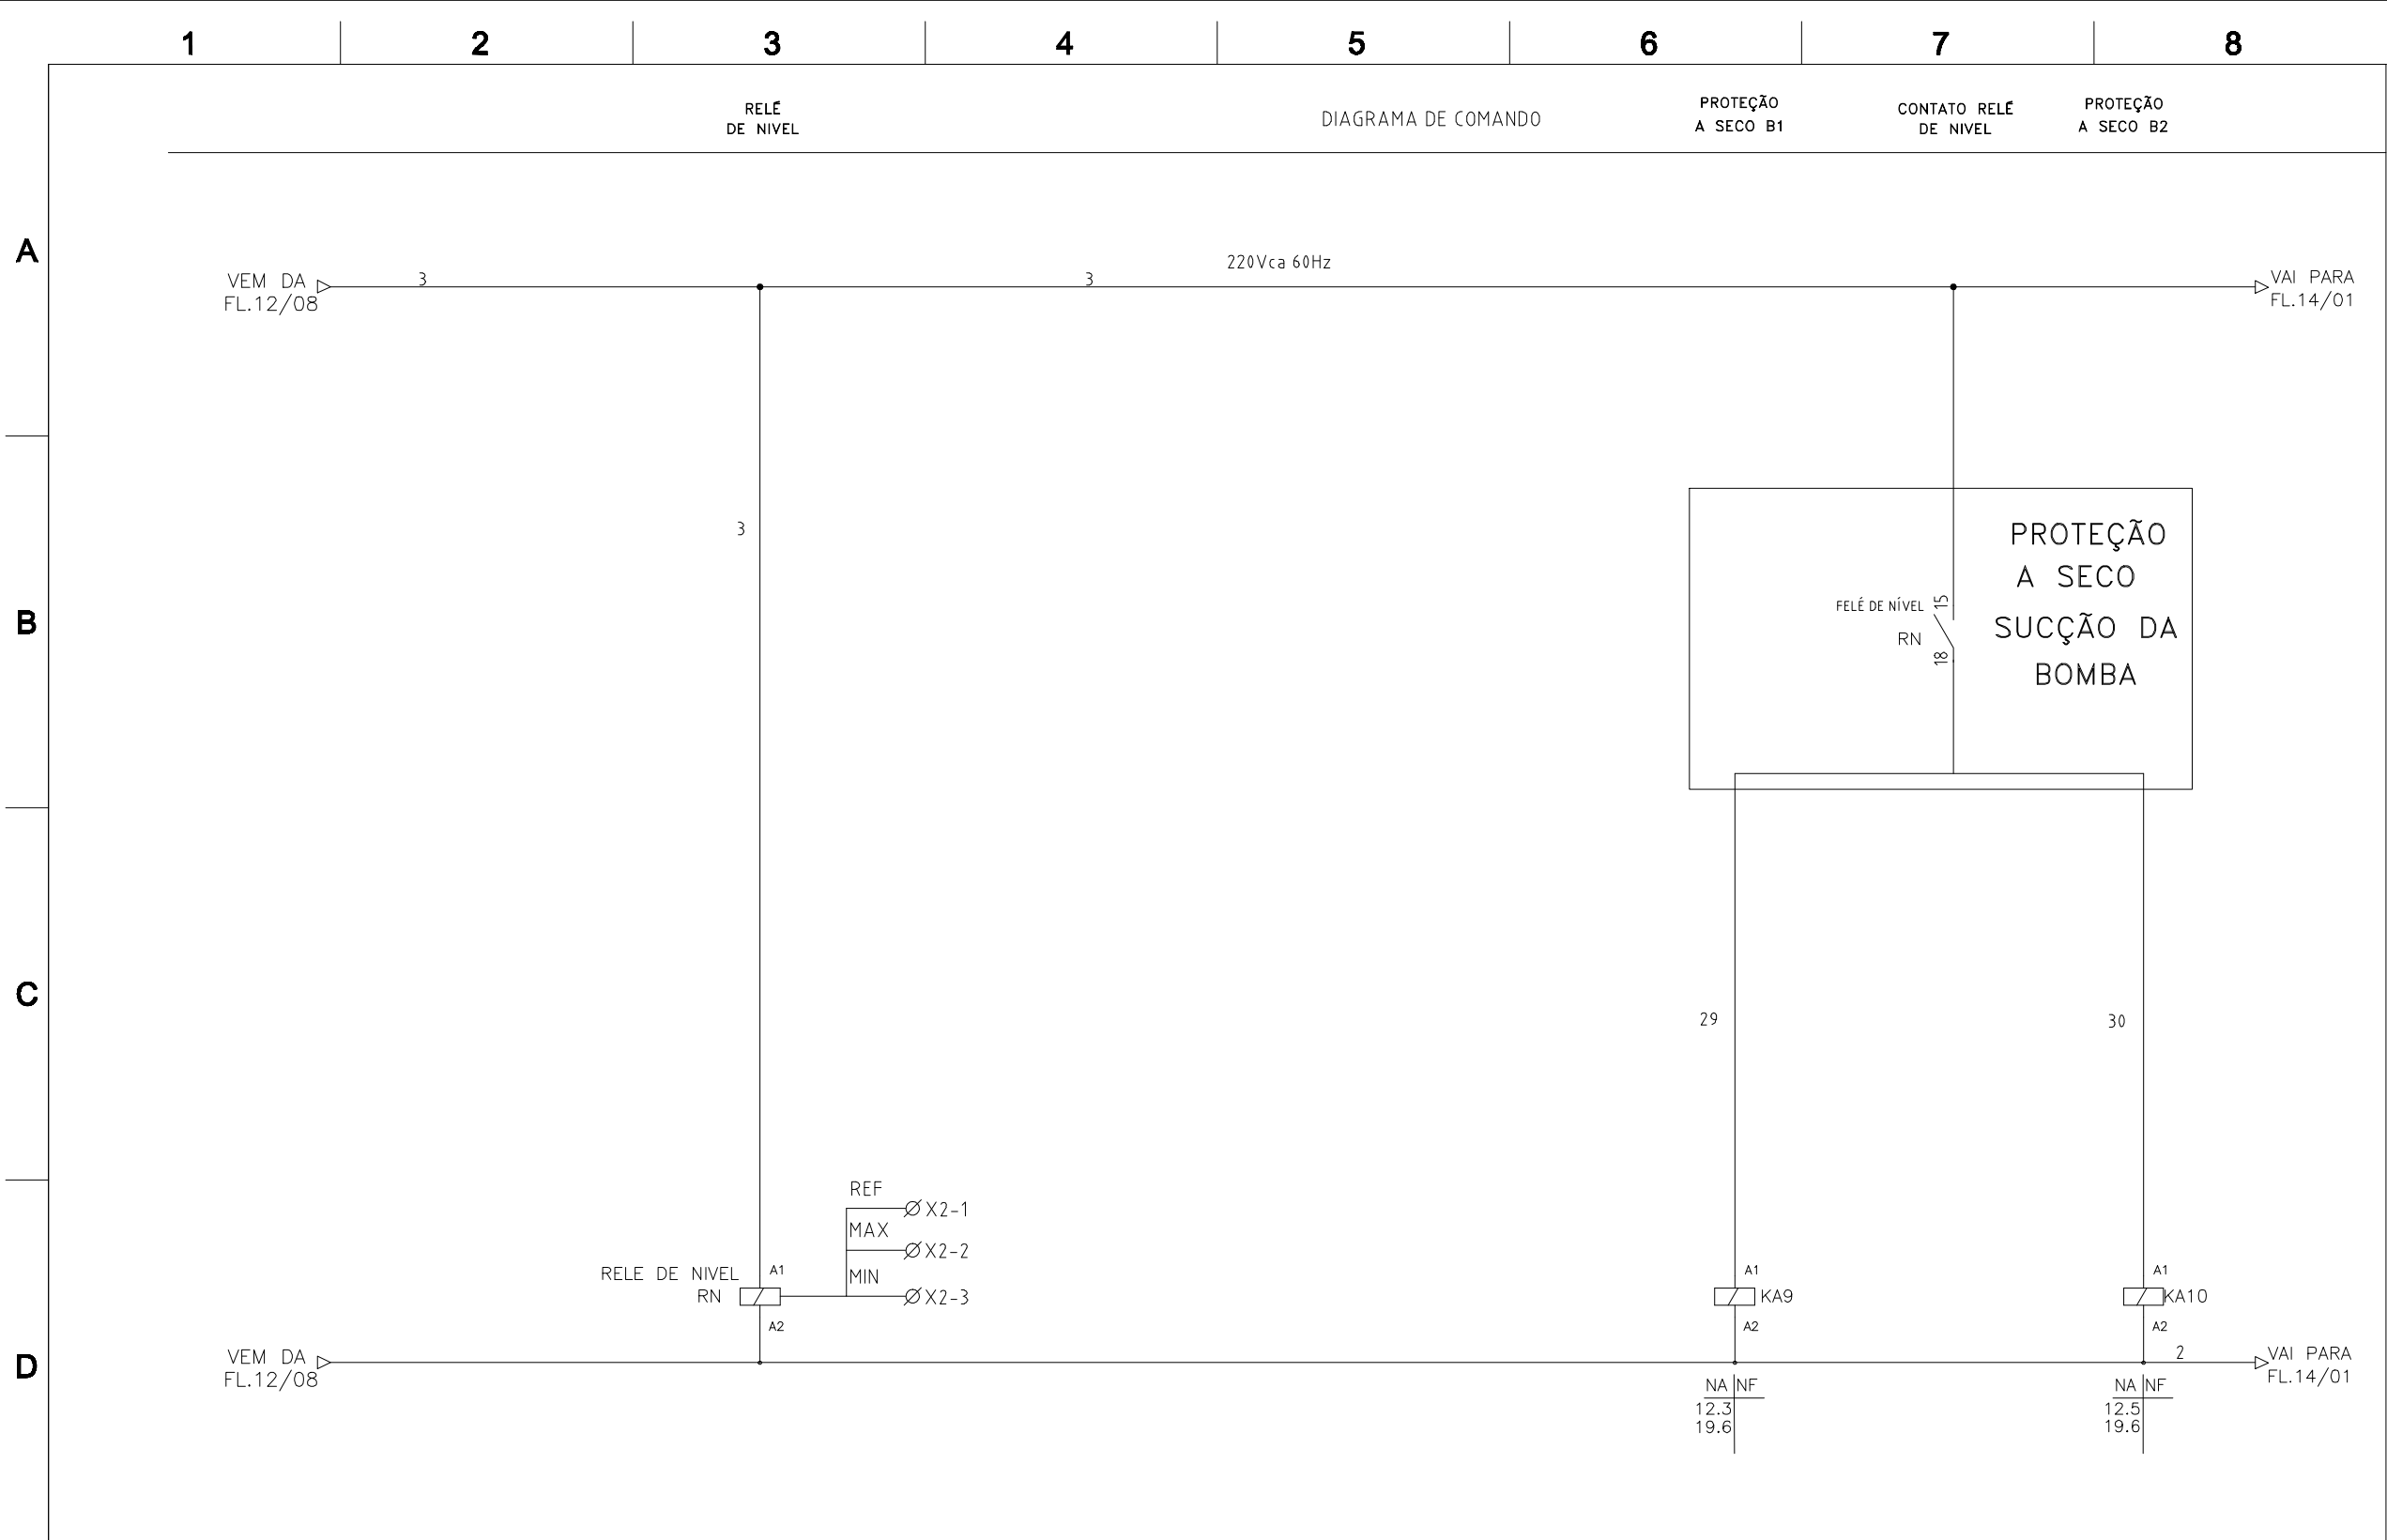 1 2 3 4 5 6 7 8
RELÉ
DE NIVEL
DIAGRAMA DE COMANDO
PROTEÇÃO
A SECO B1
CONTATO RELÉ
DE NIVEL
PROTEÇÃO
A SECO B2
A
VEM DA
FL.12/08
3
3
220Vca 60Hz
VAI PARA
FL.14/01
B
3
PROTEÇÃO
A SECO
SUCÇÃO DA
BOMBA
FELÉ DE NÍVEL
RN
15
18
C
29
30
REF
X2-1
MAX
X2-2
MIN
X2-3
RELE DE NIVEL
RN
A1
A2
A1
KA9
A2
A1
KA10
A2
D
VEM DA
FL.12/08
2
VAI PARA
FL.14/01
NA NF
12.3
19.6
NA NF
12.5
19.6